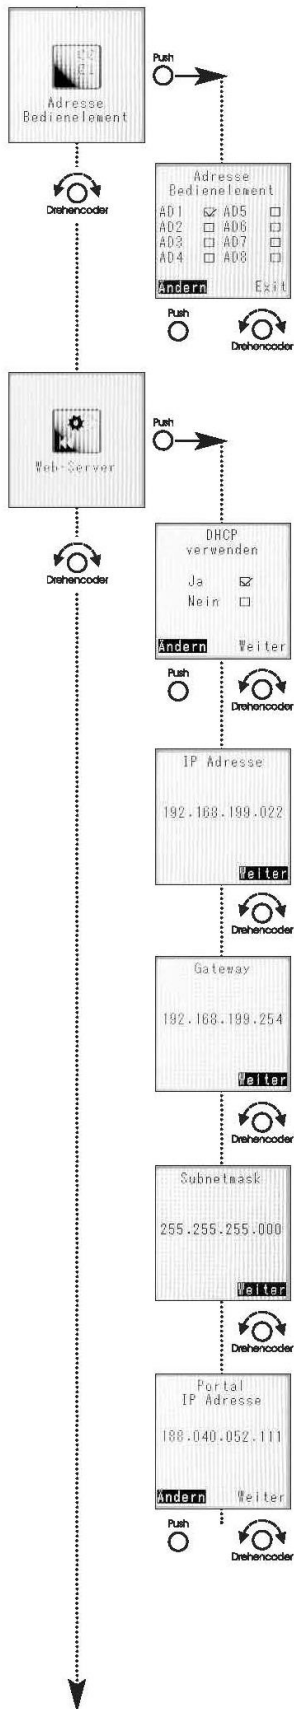 Adresse
Bedienelement
Push
Drehencoder
Adresse
Bedienelement
AD1 AD5
AD2 AD6
AD3 AD7
AD4 AD8
Ändern Exit
Push
Drehencoder
Web-Server
Push
Drehencoder
DHCP
verwenden
Ja
Nein
Ändern Weiter
Push
Drehencoder
IP Adresse
192.168.199.022
Weiter
Drehencoder
Gateway
192.168.199.254
Weiter
Drehencoder
Subnetmask
255.255.255.000
Weiter
Drehencoder
Portal
IP Adresse
188.040.052.111
Ändern Weiter
Push
Drehencoder